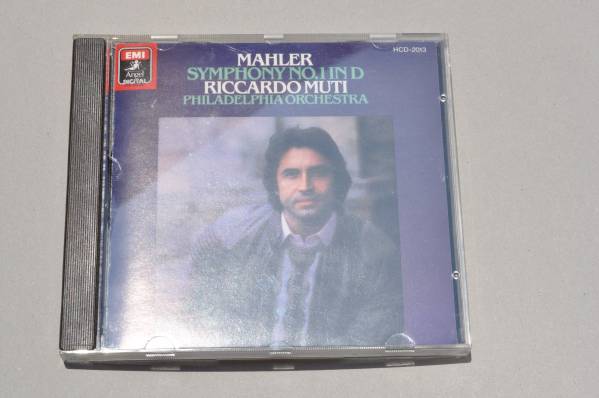 EMI
Angel
DIGITAL
HCD-2013
MAHLER
SYMPHONY NO.1 IN D
RICCARDO MUTI
PHILADELPHIA ORCHESTRA